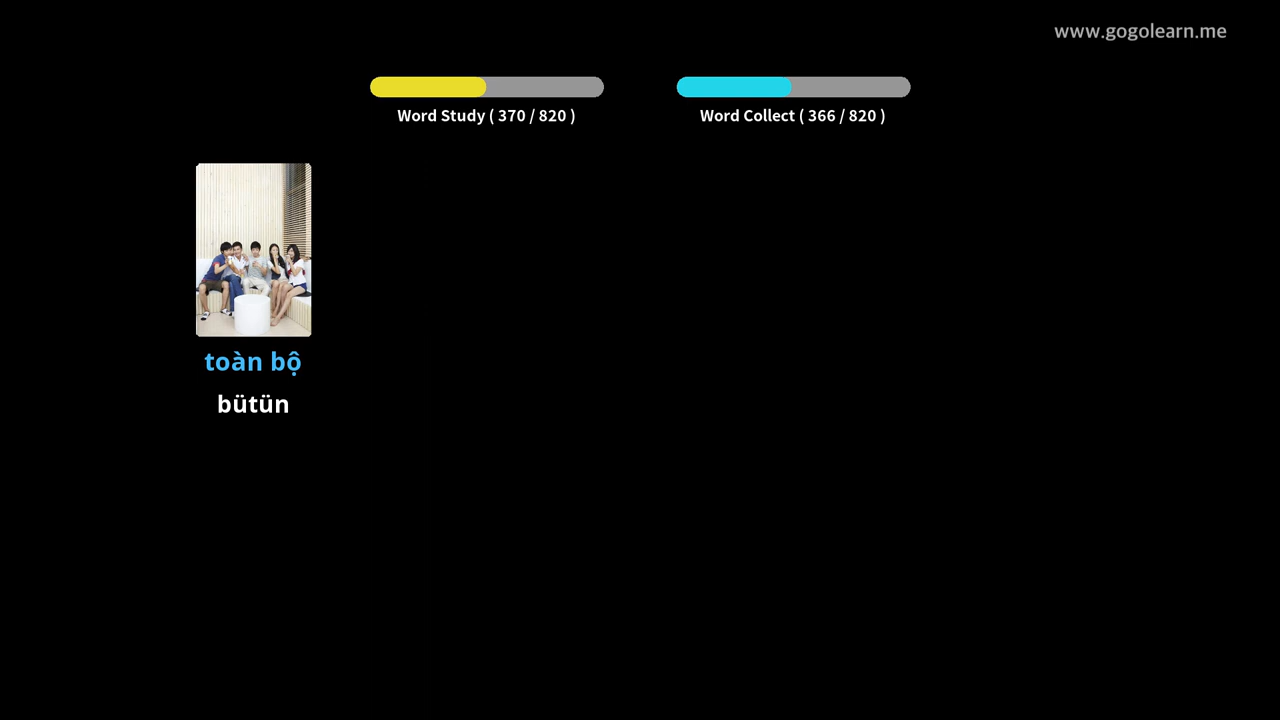 www.gogolearn.me
Word Study ( 370 / 820 )
Word Collect ( 366 / 820 )
toàn bộ
bütün